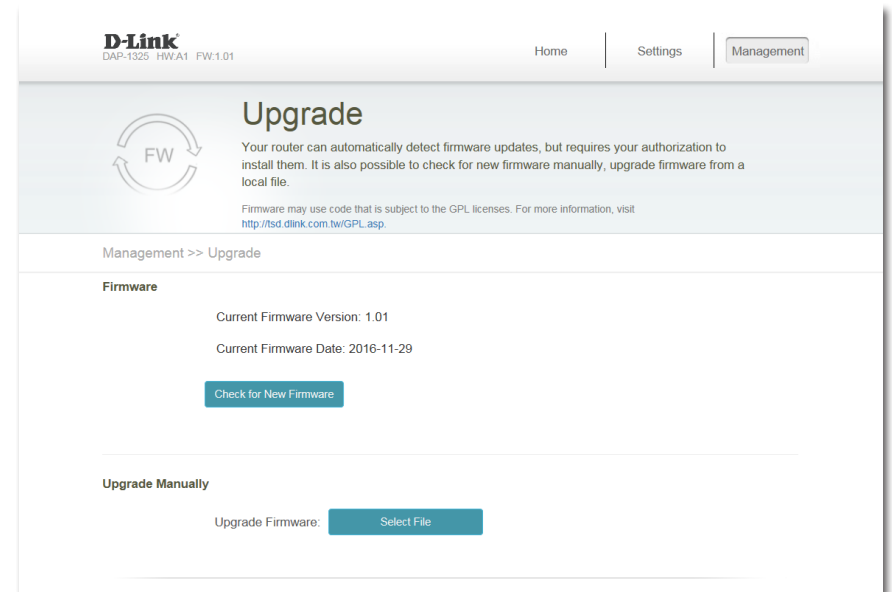 D-Link
DAP-1325 HW:A1 FW:1.01
Home
Settings
Management
FW
Upgrade
Your router can automatically detect firmware updates, but requires your authorization to
install them. It is also possible to check for new firmware manually, upgrade firmware from a
local file.
Firmware may use code that is subject to the GPL licenses. For more information, visit
http://tsd.dlink.com.tw/GPL.asp.
Management >> Upgrade
Firmware
Current Firmware Version: 1.01
Current Firmware Date: 2016-11-29
Check for New Firmware
Upgrade Manually
Upgrade Firmware: Select File